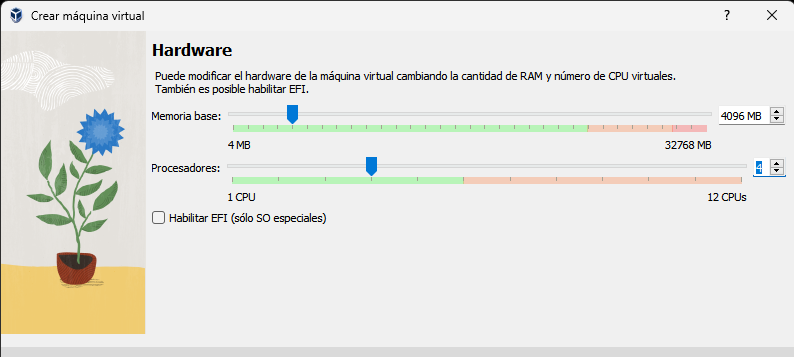 Crear máquina virtual
?
Hardware
Puede modificar el hardware de la máquina virtual cambiando la cantidad de RAM y número de CPU virtuales.
También es posible habilitar EFI.
Memoria base:
4096 MB
4 MB
32768 MB
Procesadores:
4
1 CPU
12 CPUs
Habilitar EFI (sólo SO especiales)